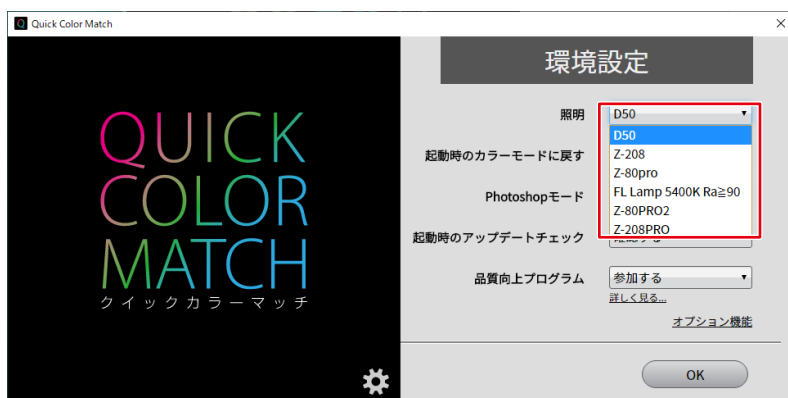 Quick Color Match
QUICK
COLOR
MATCH
クイックカラーマッチ
環境設定
照明
D50
D50
Z-208
Z-80pro
FL Lamp 5400K Ra≧90
Z-80PRO2
Z-208PRO
起動時のカラーモードに戻す
Photoshopモード
起動時のアップデートチェック
品質向上プログラム
参加する
詳しく見る...
オプション機能
OK